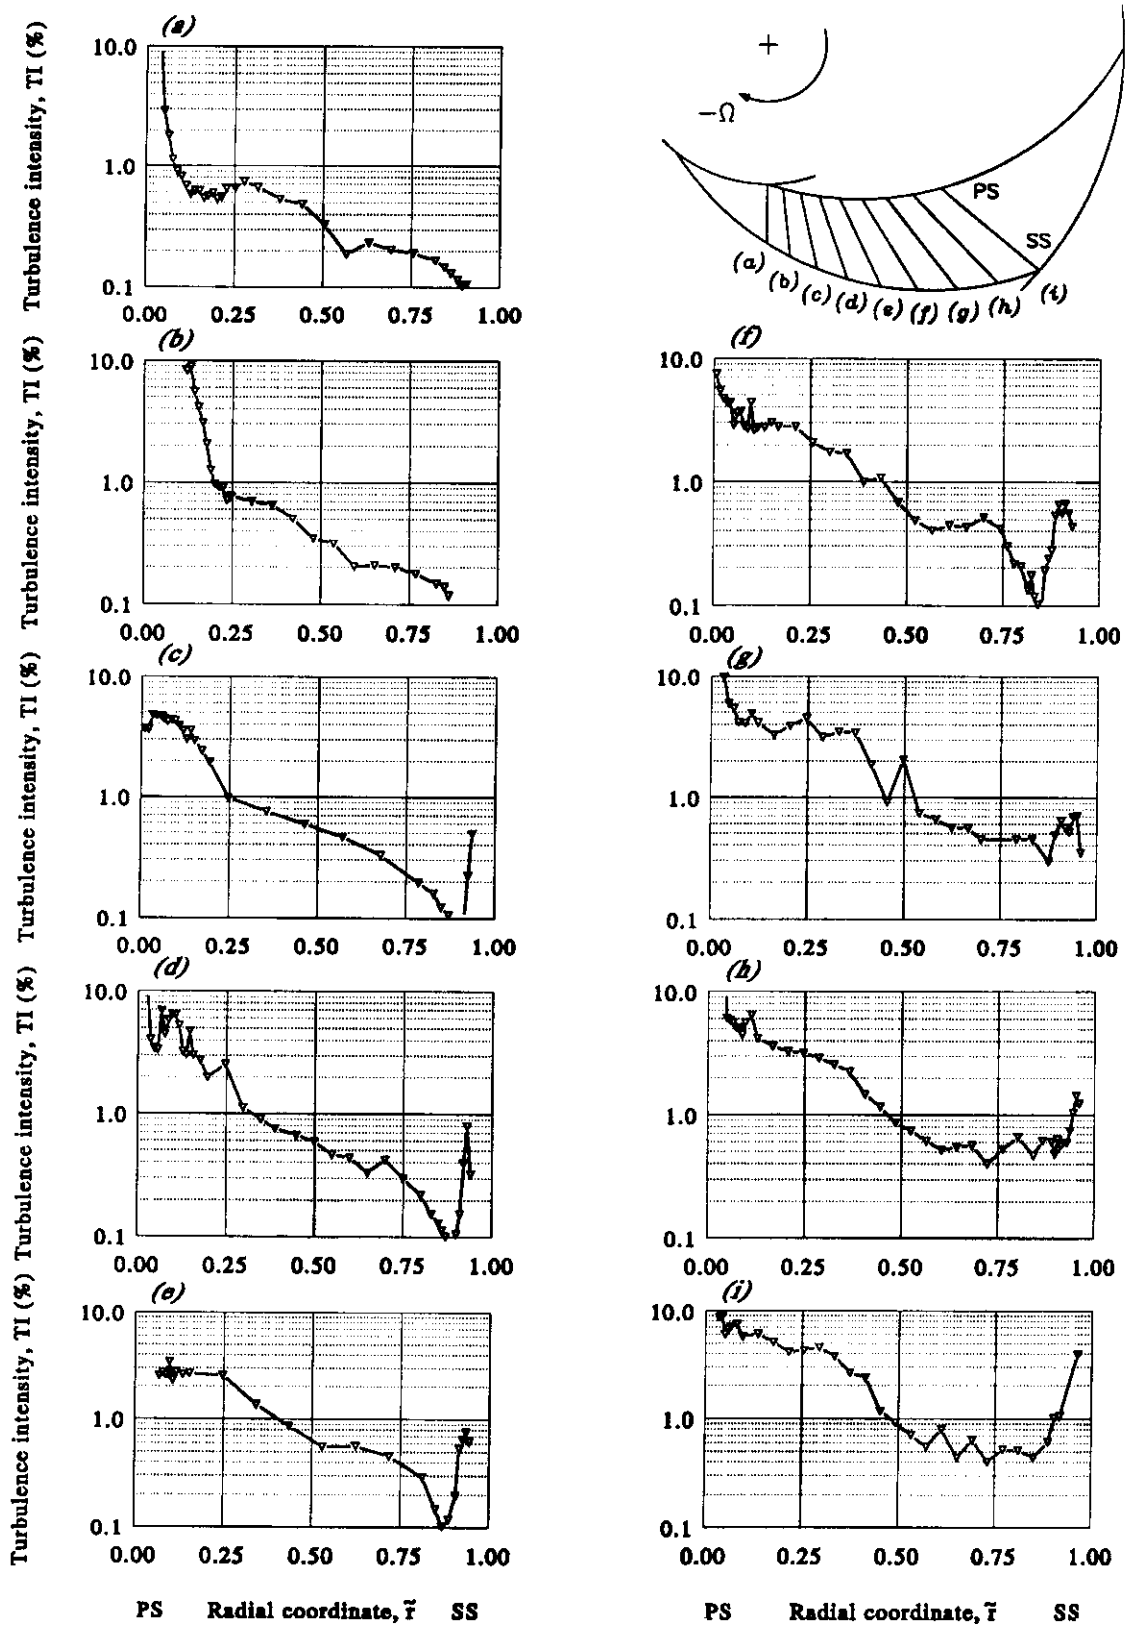 (a)
Turbulence intensity, TI (%)
10.0
1.0
0.1
0.00 0.25 0.50 0.75 1.00
−Ω
PS
SS
(a) (b) (c) (d) (e) (f) (g) (h) (i)
(b)
Turbulence intensity, TI (%)
10.0
1.0
0.1
0.00 0.25 0.50 0.75 1.00
(f)
10.0
1.0
0.1
0.00 0.25 0.50 0.75 1.00
(c)
Turbulence intensity, TI (%)
10.0
1.0
0.1
0.00 0.25 0.50 0.75 1.00
(g)
10.0
1.0
0.1
0.00 0.25 0.50 0.75 1.00
(d)
Turbulence intensity, TI (%)
10.0
1.0
0.1
0.00 0.25 0.50 0.75 1.00
(h)
10.0
1.0
0.1
0.00 0.25 0.50 0.75 1.00
(e)
Turbulence intensity, TI (%)
10.0
1.0
0.1
0.00 0.25 0.50 0.75 1.00
PS Radial coordinate, r̃ SS
(i)
10.0
1.0
0.1
0.00 0.25 0.50 0.75 1.00
PS Radial coordinate, r̃ SS